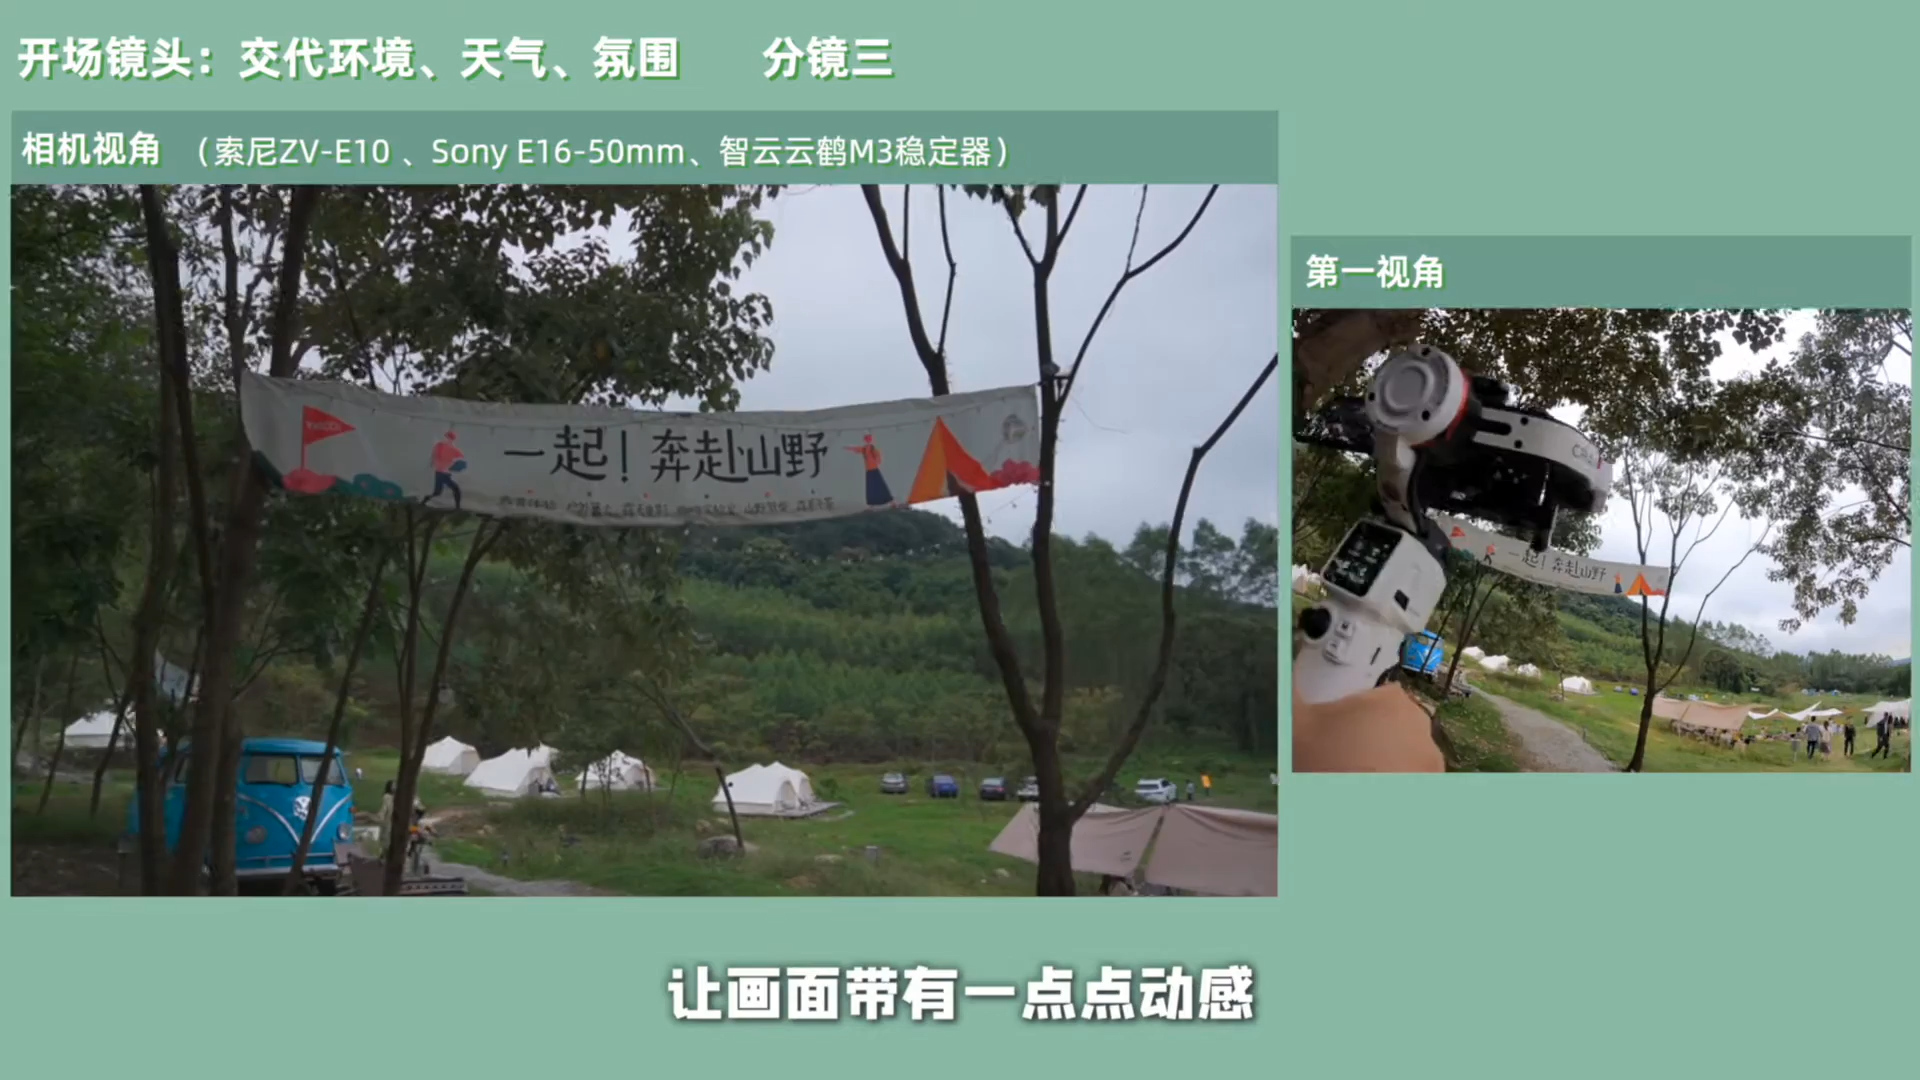 开场镜头：交代环境、天气、氛围 分镜三
相机视角 （索尼ZV-E10 、Sony E16-50mm、智云云鹤M3稳定器）
一起！奔赴山野
第一视角
一起！奔赴山野
让画面带有一点点动感